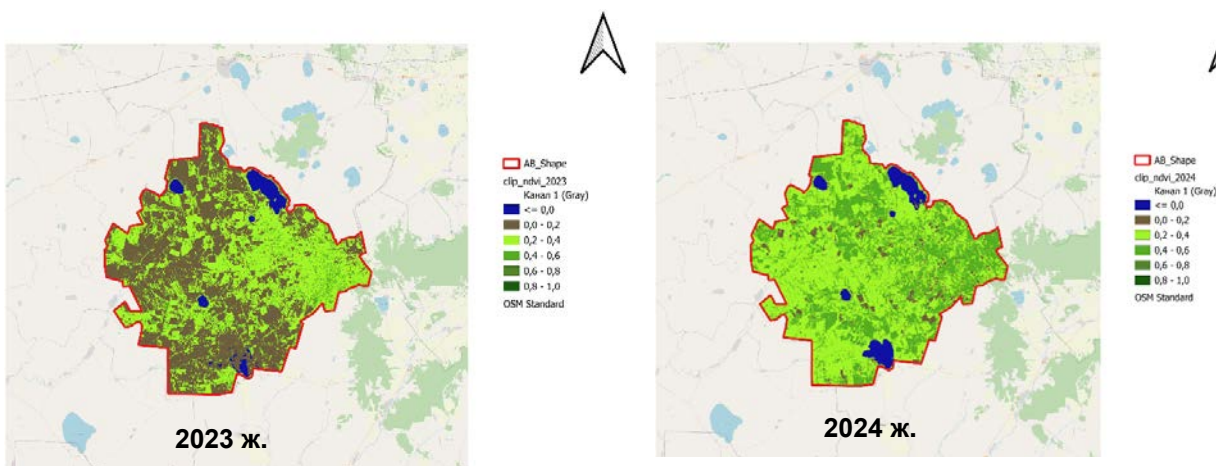 AB_Shape
clip_ndvi_2023
Канал 1 (Gray)
<= 0,0
0,0 - 0,2
0,2 - 0,4
0,4 - 0,6
0,6 - 0,8
0,8 - 1,0
OSM Standard
2023 ж.
AB_Shape
clip_ndvi_2024
Канал 1 (Gray)
<= 0,0
0,0 - 0,2
0,2 - 0,4
0,4 - 0,6
0,6 - 0,8
0,8 - 1,0
OSM Standard
2024 ж.